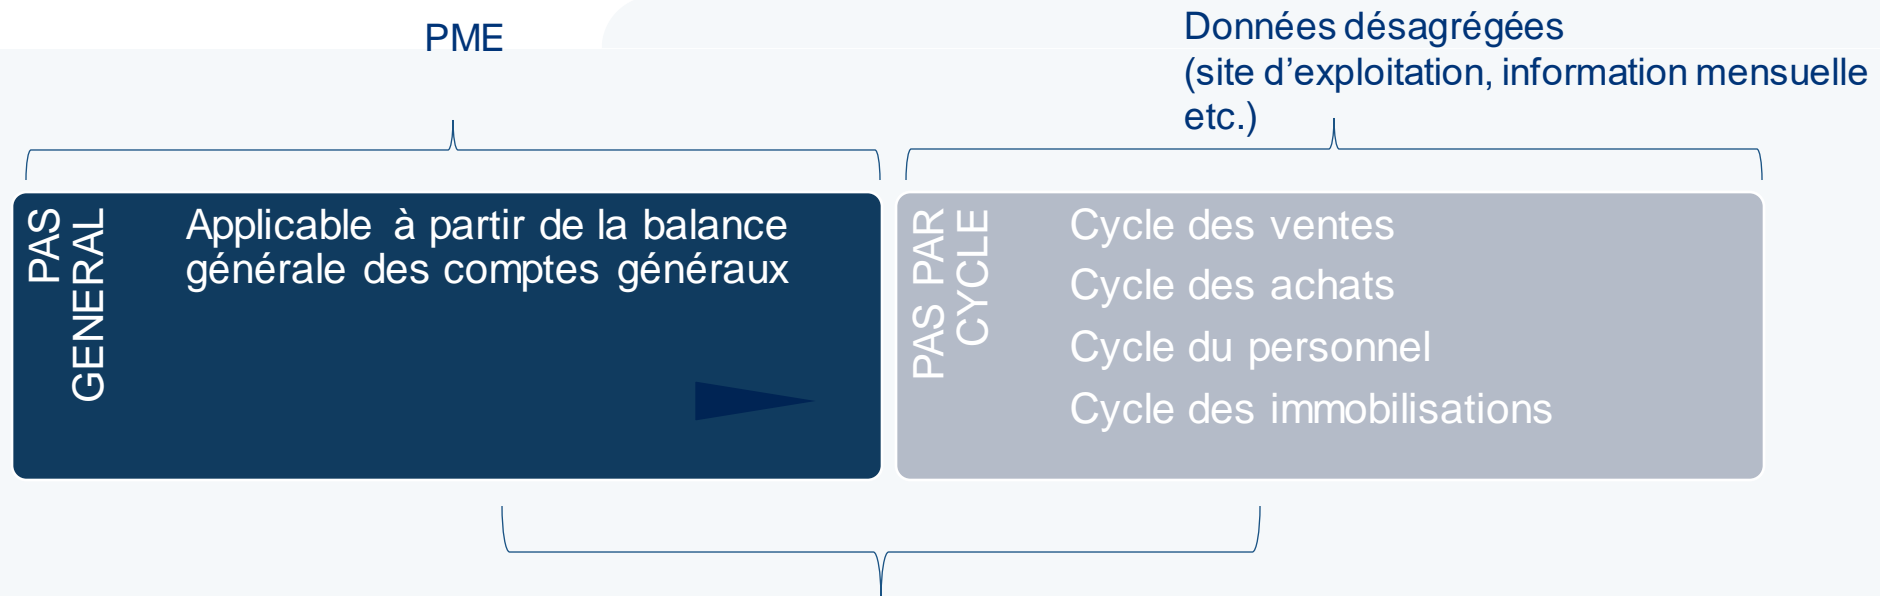 PME
Données désagrégées
(site d’exploitation, information mensuelle
etc.)
PAS
GENERAL
Applicable à partir de la balance
générale des comptes généraux
PAS PAR
CYCLE
Cycle des ventes
Cycle des achats
Cycle du personnel
Cycle des immobilisations